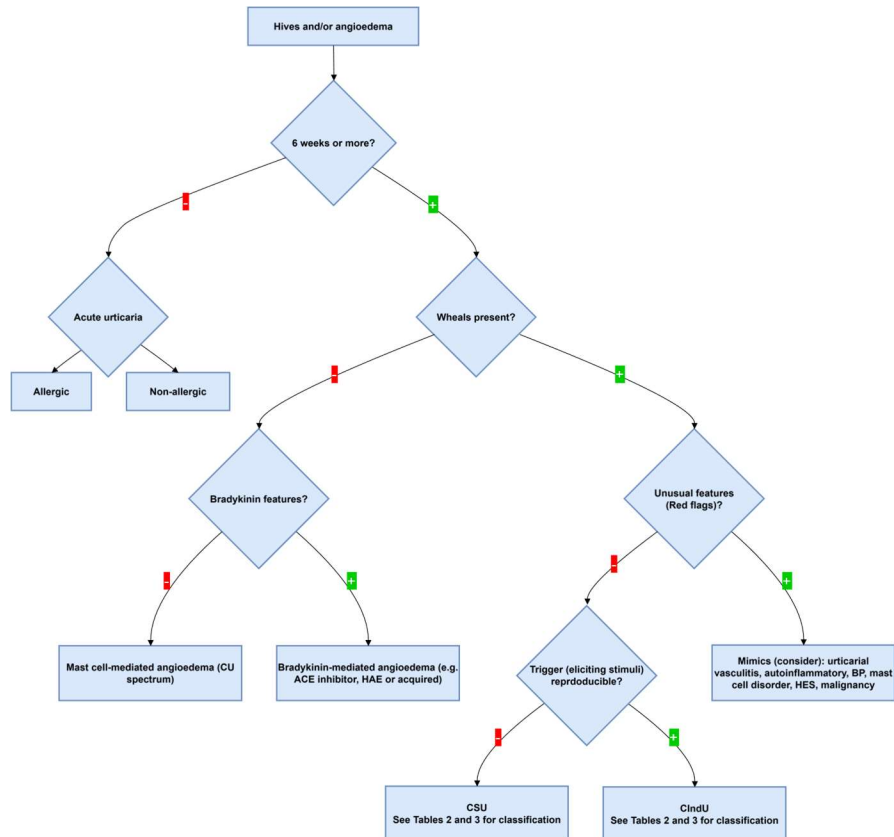 Hives and/or angioedema
6 weeks or more?
-
+
Acute urticaria
Wheals present?
Allergic
Non-allergic
-
+
Bradykinin features?
Unusual features
(Red flags)?
-
+
-
+
Mast cell-mediated angioedema (CU
spectrum)
Bradykinin-mediated angioedema (e.g.
ACE inhibitor, HAE or acquired)
Trigger (eliciting stimuli)
reprdoducible?
Mimics (consider): urticarial
vasculitis, autoinflammatory, BP, mast
cell disorder, HES, malignancy
-
+
CSU
See Tables 2 and 3 for classification
CIndU
See Tables 2 and 3 for classification